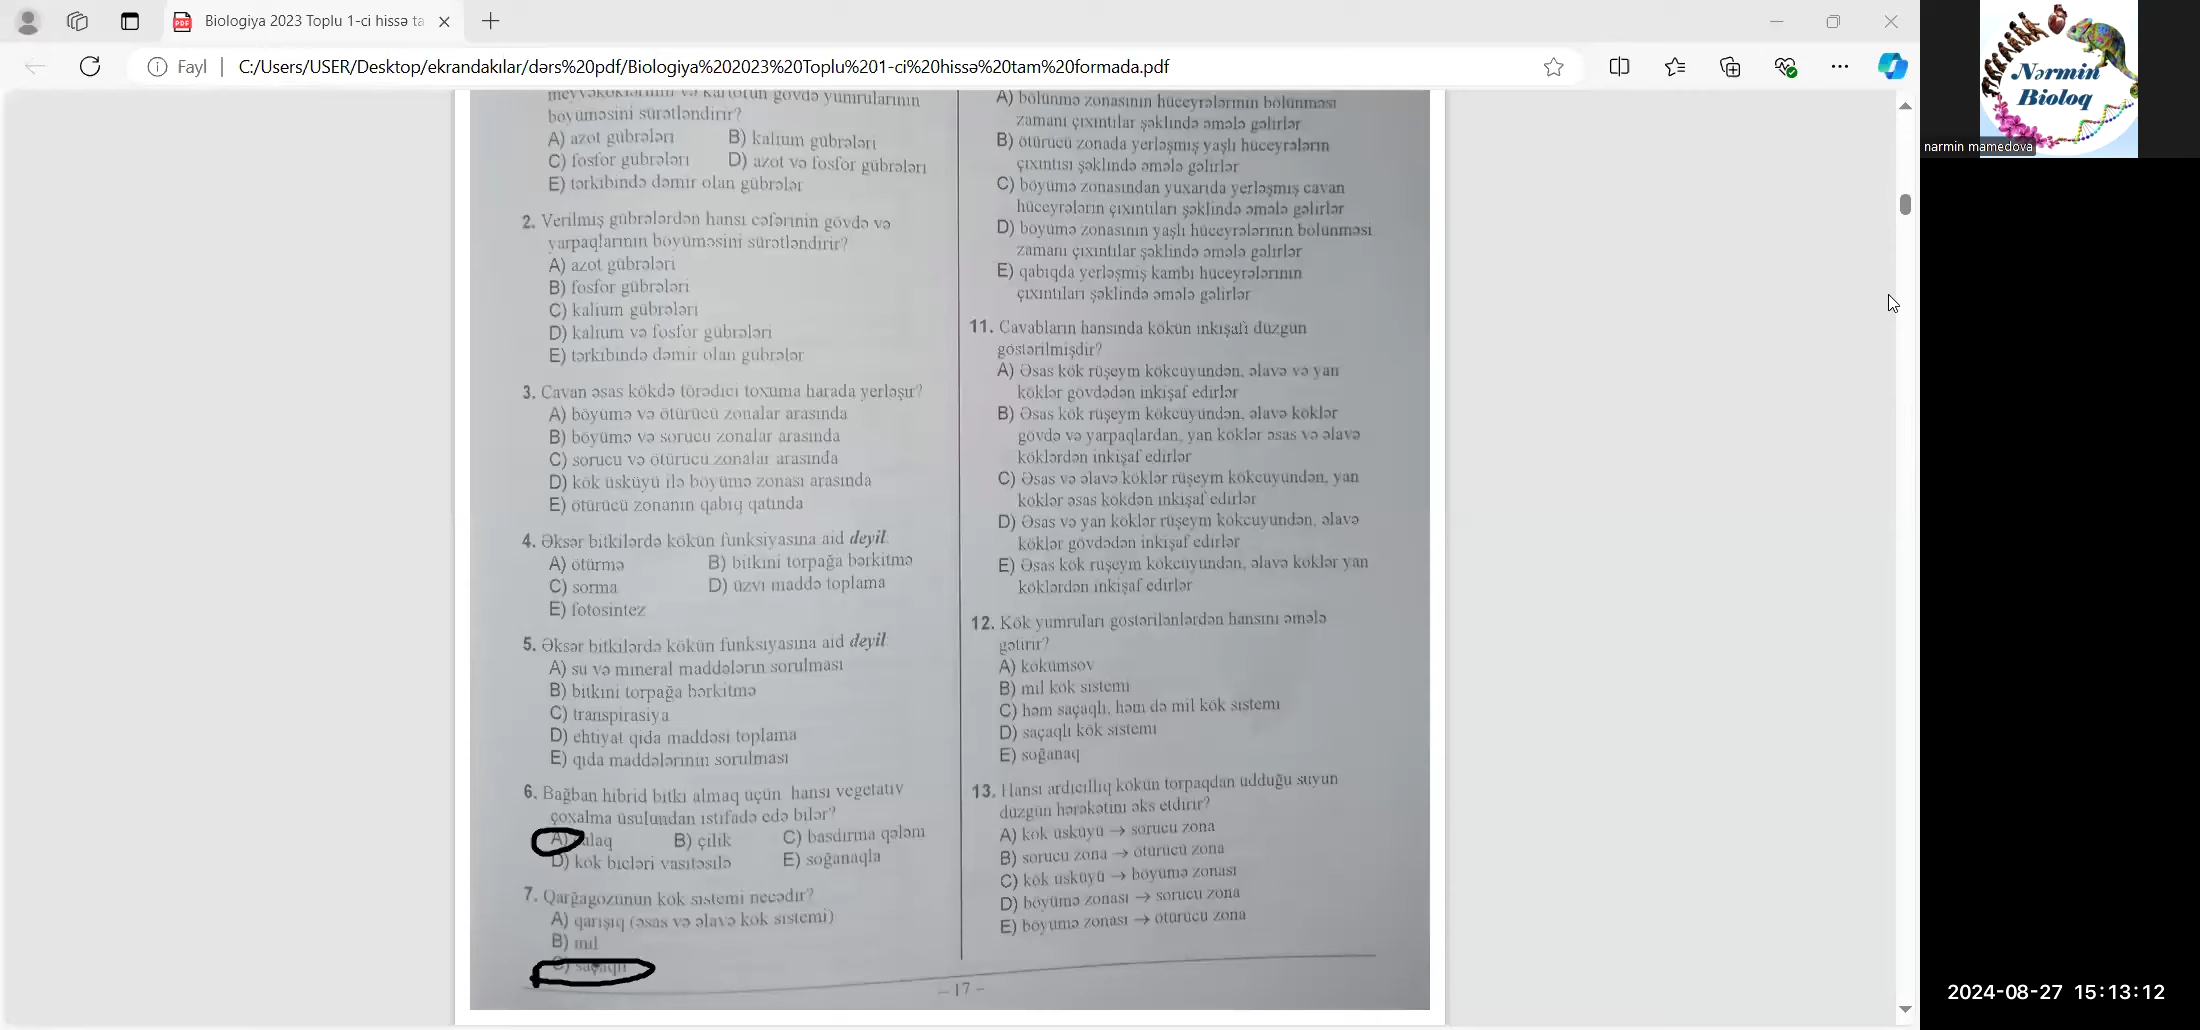 Biologiya 2023 Toplu 1-ci hissə ta
Fayl
C:/Users/USER/Desktop/ekrandakılar/dərs%20pdf/Biologiya%202023%20Toplu%201-ci%20hissə%20tam%20formada.pdf
Nərmin
Bioloq
narmin mamedova
meyvəkoklərinin və kartofun govdə yumrularının
boyuməsini surətləndirir?
A) azot gübrələri
B) kalium gübrələri
C) fosfor gübrələri
D) azot və fosfor gübrələri
E) tərkibində dəmir olan gübrələr
2. Verilmiş gübrələrdən hansı cəfərinin gövdə və
yarpaqlarının böyüməsini sürətləndirir?
A) azot gübrələri
B) fosfor gübrələri
C) kalium gübrələri
D) kalium və fosfor gübrələri
E) tərkibində dəmir olan gübrələr
3. Cavan əsas kökdə törədici toxuma harada yerləşir?
A) böyümə və ötürücü zonalar arasında
B) böyümə və sorucu zonalar arasında
C) sorucu və ötürücü zonalar arasında
D) kök üsküyü ilə böyümə zonası arasında
E) ötürücü zonanın qabıq qatında
4. Əksər bitkilərdə kökün funksiyasına aid deyil:
A) ötürmə
B) bitkini torpağa bərkitmə
C) sorma
D) üzvi maddə toplama
E) fotosintez
5. Əksər bitkilərdə kökün funksiyasına aid deyil:
A) su və mineral maddələrin sorulması
B) bitkini torpağa bərkitmə
C) transpirasiya
D) ehtiyat qida maddəsi toplama
E) qida maddələrinin sorulması
6. Bağban hibrid bitki almaq üçün hansı vegetativ
çoxalma üsulundan istifadə edə bilər?
A) calaq
B) çilik
C) basdırma qələm
D) kök bicləri vasitəsilə
E) soğanaqla
7. Qarğagözünün kök sistemi necədir?
A) qarışıq (əsas və əlavə kök sistemi)
B) mil
C) saçaqlı
A) bölünmə zonasının hüceyrələrinin bölünməsi
zamanı çıxıntılar şəklində əmələ gəlirlər
B) ötürücü zonada yerləşmiş yaşlı hüceyrələrin
çıxıntısı şəklində əmələ gəlirlər
C) böyümə zonasından yuxarıda yerləşmiş cavan
hüceyrələrin çıxıntıları şəklində əmələ gəlirlər
D) böyümə zonasının yaşlı hüceyrələrinin bölünməsi
zamanı çıxıntılar şəklində əmələ gəlirlər
E) qabıqda yerləşmiş kambi hüceyrələrinin
çıxıntıları şəklində əmələ gəlirlər
11. Cavabların hansında kökün inkişafı düzgün
göstərilmişdir?
A) Əsas kök rüşeym kökcüyündən, əlavə və yan
köklər gövdədən inkişaf edirlər
B) Əsas kök rüşeym kökcüyündən, əlavə köklər
gövdə və yarpaqlardan, yan köklər əsas və əlavə
köklərdən inkişaf edirlər
C) Əsas və əlavə köklər rüşeym kökcüyündən, yan
köklər əsas kökdən inkişaf edirlər
D) Əsas və yan köklər rüşeym kökcüyündən, əlavə
köklər gövdədən inkişaf edirlər
E) Əsas kök rüşeym kökcüyündən, əlavə köklər yan
köklərdən inkişaf edirlər
12. Kök yumruları göstərilənlərdən hansını əmələ
gətirir?
A) kökümsov
B) mil kök sistemi
C) həm saçaqlı, həm də mil kök sistemi
D) saçaqlı kök sistemi
E) soğanaq
13. Hansı ardıcıllıq kökün torpaqdan udduğu suyun
düzgün hərəkətini əks etdirir?
A) kök üsküyü → sorucu zona
B) sorucu zona → ötürücü zona
C) kök üsküyü → böyümə zonası
D) böyümə zonası → sorucu zona
E) böyümə zonası → ötürücü zona
– 17 –
2024-08-27 15:13:12